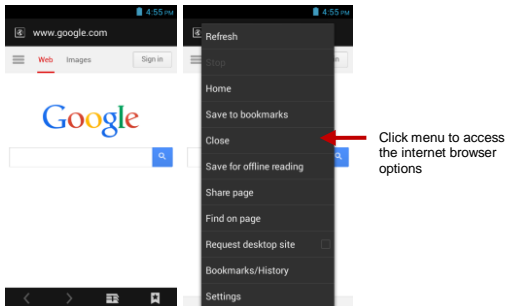 4:55 PM
www.google.com
Web Images Sign in
Google
4:55 PM
Refresh
Stop
Home
Save to bookmarks
Close
Save for offline reading
Share page
Find on page
Request desktop site
Bookmarks/History
Settings
Click menu to access
the internet browser
options